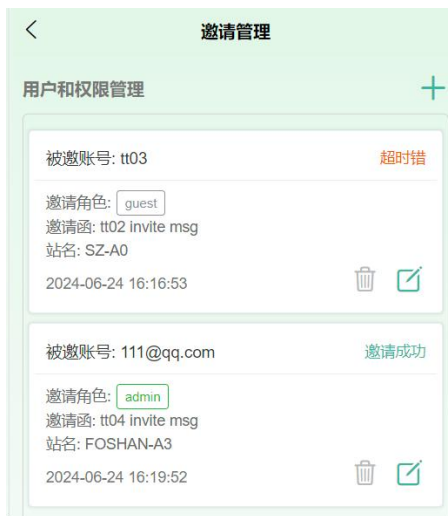 邀请管理
用户和权限管理
被邀账号: tt03 超时错
邀请角色: guest
邀请函: tt02 invite msg
站名: SZ-A0
2024-06-24 16:16:53
被邀账号: 111@qq.com 邀请成功
邀请角色: admin
邀请函: tt04 invite msg
站名: FOSHAN-A3
2024-06-24 16:19:52